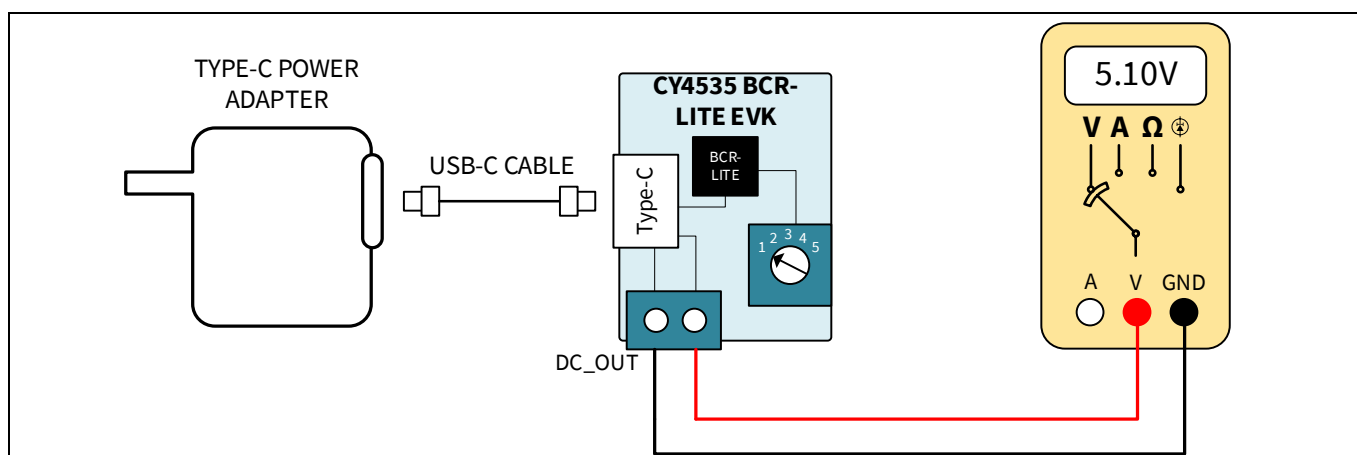 TYPE-C POWER
ADAPTER
USB-C CABLE
CY4535 BCR-
LITE EVK
BCR-
LITE
Type-C
1 2 3 4 5
DC_OUT
5.10V
V A Ω
A V GND